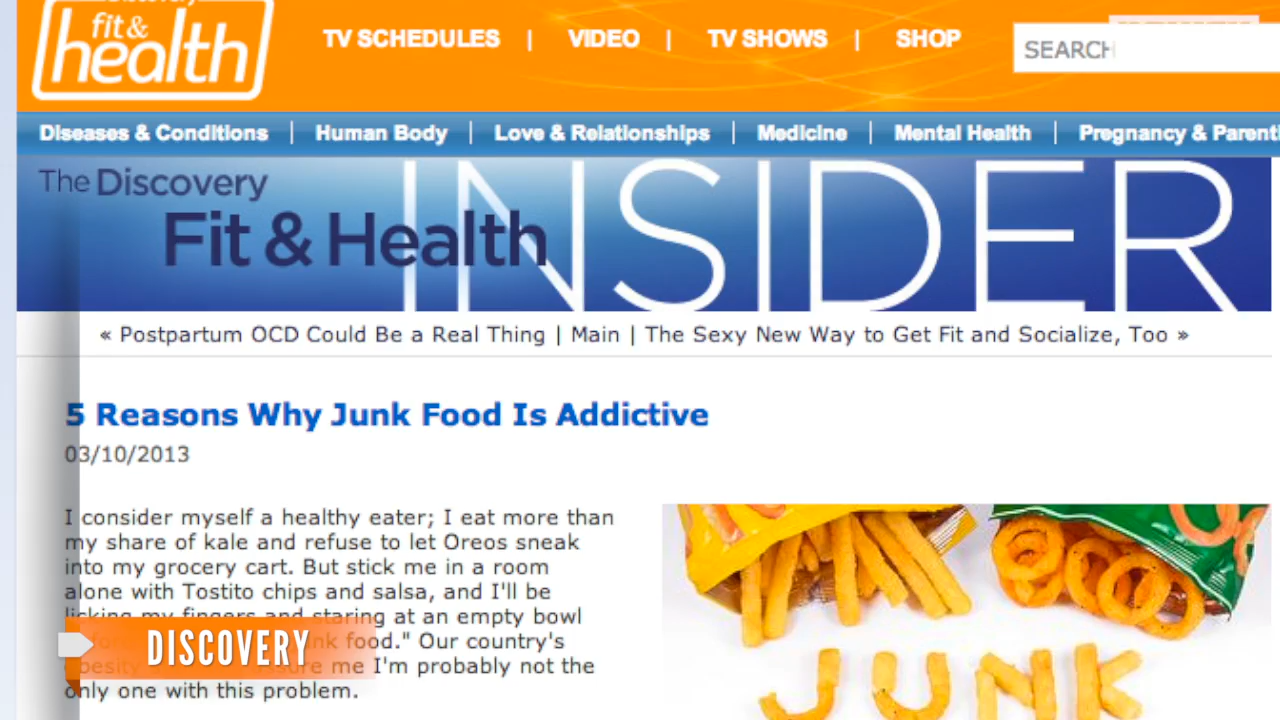 fit &
health
TV SCHEDULES | VIDEO | TV SHOWS | SHOP
SEARCH
Diseases & Conditions | Human Body | Love & Relationships | Medicine | Mental Health | Pregnancy & Parenti
The Discovery
Fit & Health
INSIDER
« Postpartum OCD Could Be a Real Thing | Main | The Sexy New Way to Get Fit and Socialize, Too »
5 Reasons Why Junk Food Is Addictive
03/10/2013
I consider myself a healthy eater; I eat more than
my share of kale and refuse to let Oreos sneak
into my grocery cart. But stick me in a room
alone with Tostito chips and salsa, and I'll be
licking my fingers and staring at an empty bowl
food." Our country's
obesity me I'm probably not the
only one with this problem.
DISCOVERY
JUNK